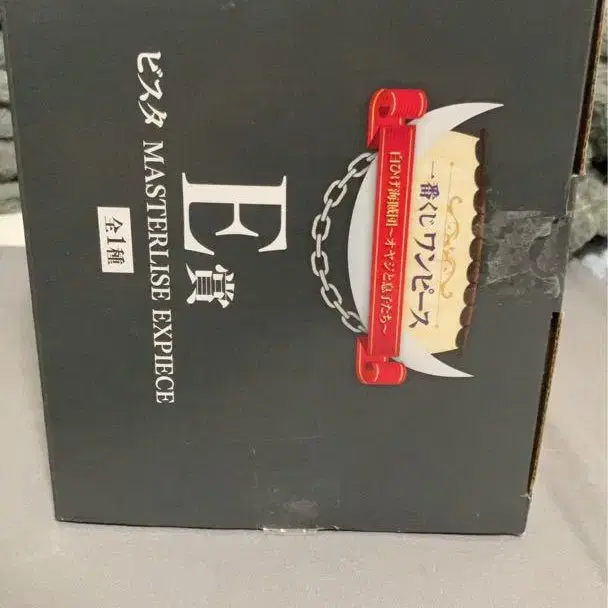 一番くじ ワンピース
白ひげ海賊団～オヤジと息子たち～
E賞
ビスタ MASTERLISE EXPIECE
全1種